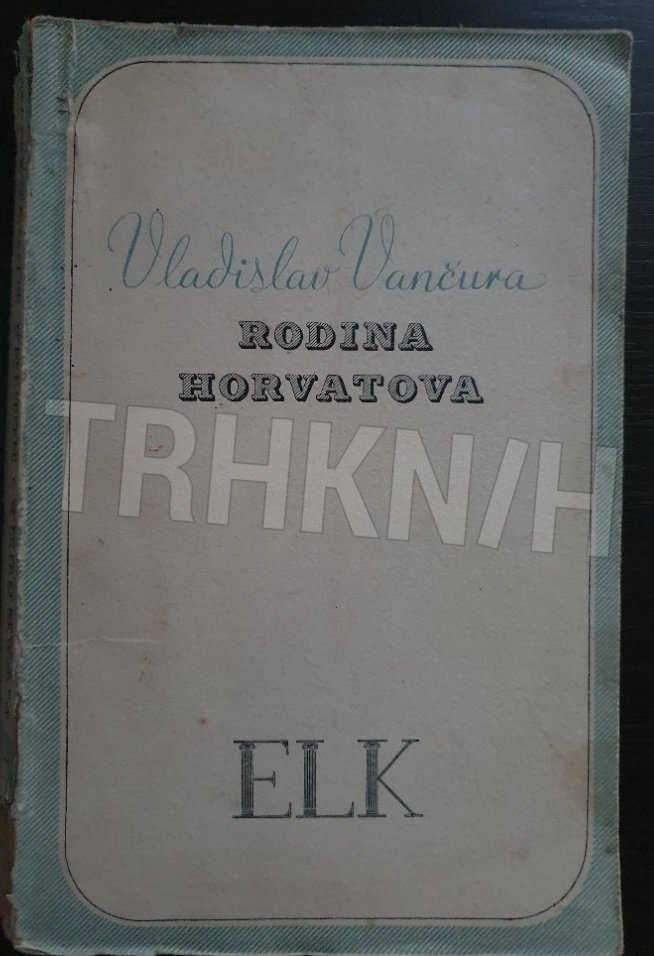 Vladislav Vančura
RODINA
HORVATOVA
TRHKNIH
ELK